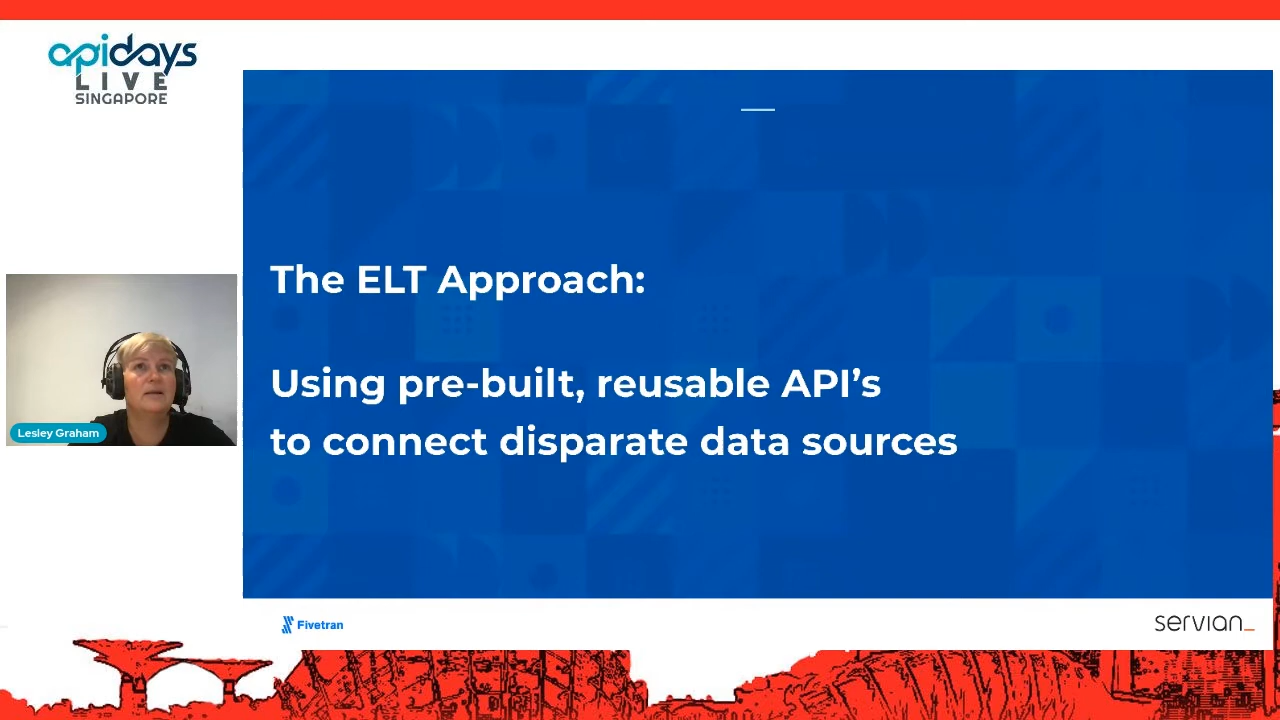 apidays
LIVE
SINGAPORE
The ELT Approach:
Using pre-built, reusable API’s
to connect disparate data sources
Lesley Graham
Fivetran
servian_